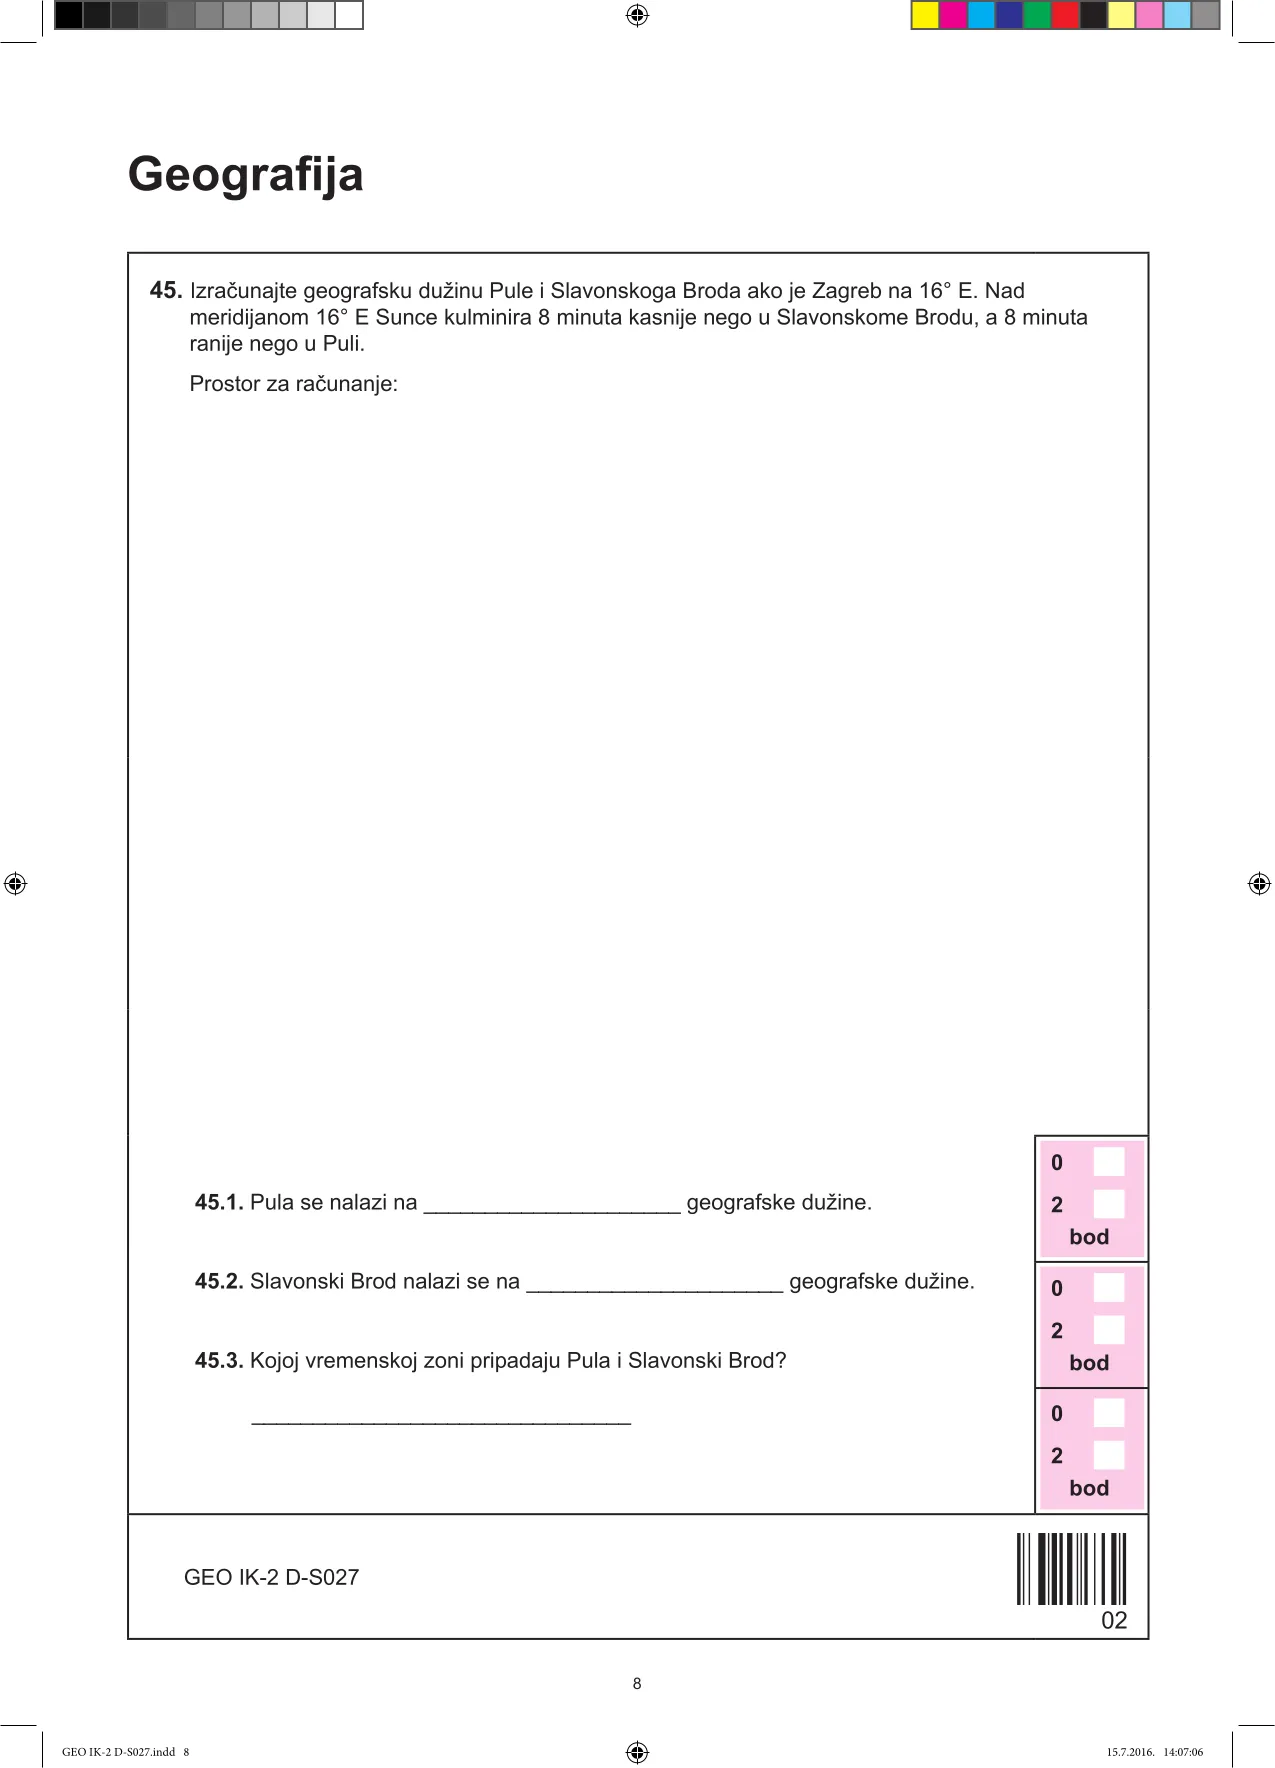 Geografija
45. Izračunajte geografsku dužinu Pule i Slavonskoga Broda ako je Zagreb na 16° E. Nad
meridijanom 16° E Sunce kulminira 8 minuta kasnije nego u Slavonskome Brodu, a 8 minuta
ranije nego u Puli.
Prostor za računanje:
0
45.1. Pula se nalazi na _____________________ geografske dužine.
2
bod
45.2. Slavonski Brod nalazi se na _____________________ geografske dužine.
0
2
bod
45.3. Kojoj vremenskoj zoni pripadaju Pula i Slavonski Brod?
_______________________________
0
2
bod
GEO IK-2 D-S027
02
8
GEO IK-2 D-S027.indd 8
15.7.2016. 14:07:06